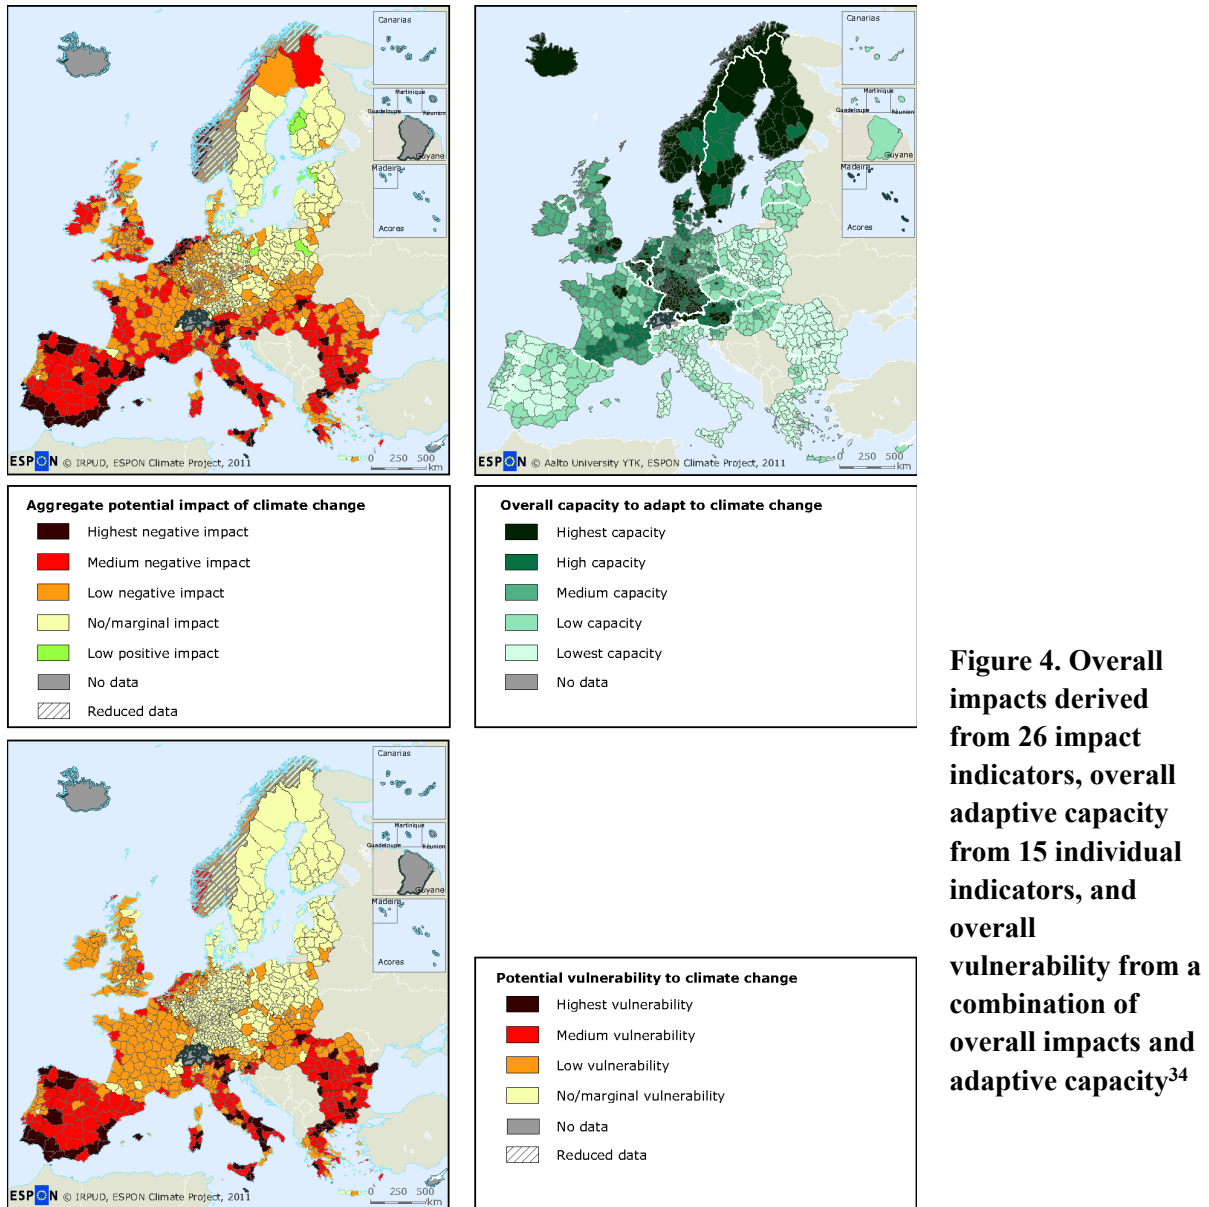 Canarias
Martinique
Guadeloupe
Réunion
Guyane
Madeira
Acores
ESPON © IRPUD, ESPON Climate Project, 2011
0 250 500
km
Canarias
Martinique
Guadeloupe
Réunion
Guyane
Madeira
Acores
ESPON © Aalto University YTK, ESPON Climate Project, 2011
0 250 500
km
Aggregate potential impact of climate change
Highest negative impact
Medium negative impact
Low negative impact
No/marginal impact
Low positive impact
No data
Reduced data
Overall capacity to adapt to climate change
Highest capacity
High capacity
Medium capacity
Low capacity
Lowest capacity
No data
Canarias
Martinique
Guadeloupe
Réunion
Guyane
Madeira
Acores
ESPON © IRPUD, ESPON Climate Project, 2011
0 250 500
km
Potential vulnerability to climate change
Highest vulnerability
Medium vulnerability
Low vulnerability
No/marginal vulnerability
No data
Reduced data
Figure 4. Overall
impacts derived
from 26 impact
indicators, overall
adaptive capacity
from 15 individual
indicators, and
overall
vulnerability from a
combination of
overall impacts and
adaptive capacity³⁴